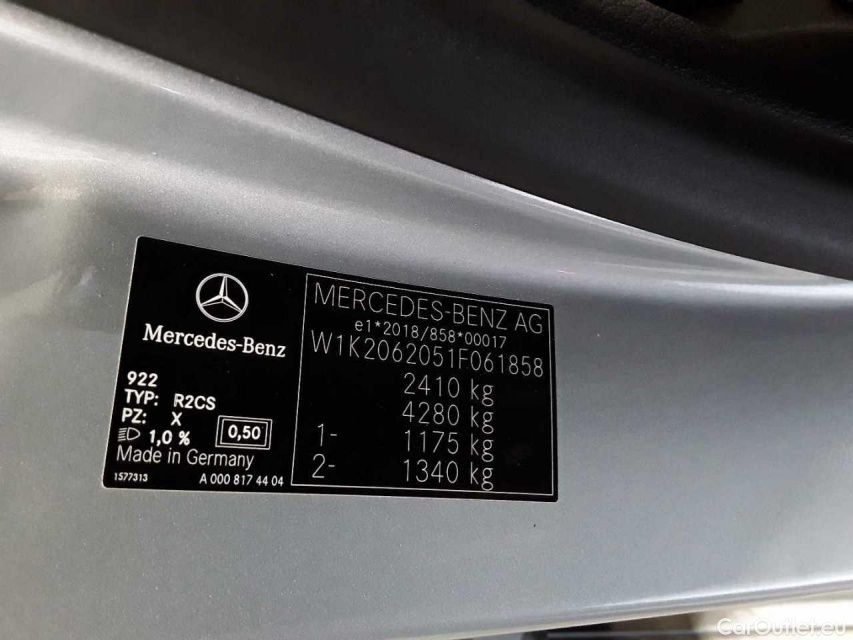 Mercedes-Benz
922
TYP: R2CS
PZ: X
1,0 %
0,50
Made in Germany
1577313
A 000 817 44 04
MERCEDES-BENZ AG
e1*2018/858*00017
W1K2062051F061858
2410 kg
4280 kg
1- 1175 kg
2- 1340 kg
CarOutlet.eu